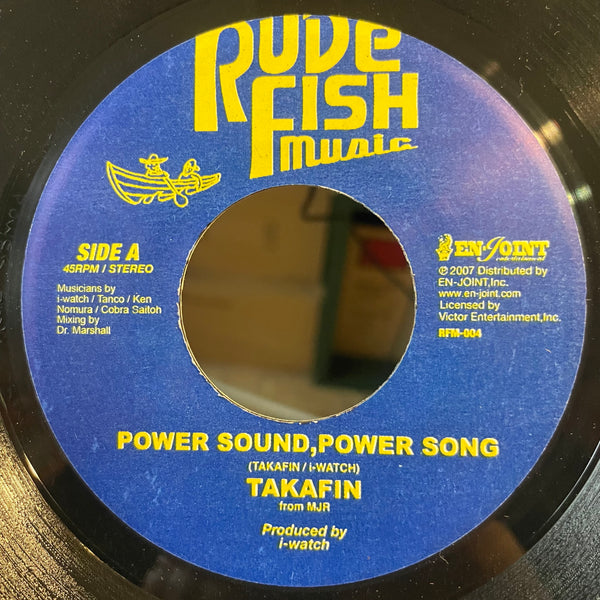 RUDE
FISH
music
SIDE A
45RPM / STEREO
Musicians by
i-watch / Tanco / Ken
Nomura / Cobra Saitoh
Mixing by
Dr. Marshall
EN-JOINT
entertainment
℗ 2007 Distributed by
EN-JOINT,Inc.
www.en-joint.com
Licensed by
Victor Entertainment,Inc.
RFM-004
POWER SOUND,POWER SONG
(TAKAFIN / i-WATCH)
TAKAFIN
from MJR
Produced by
i-watch